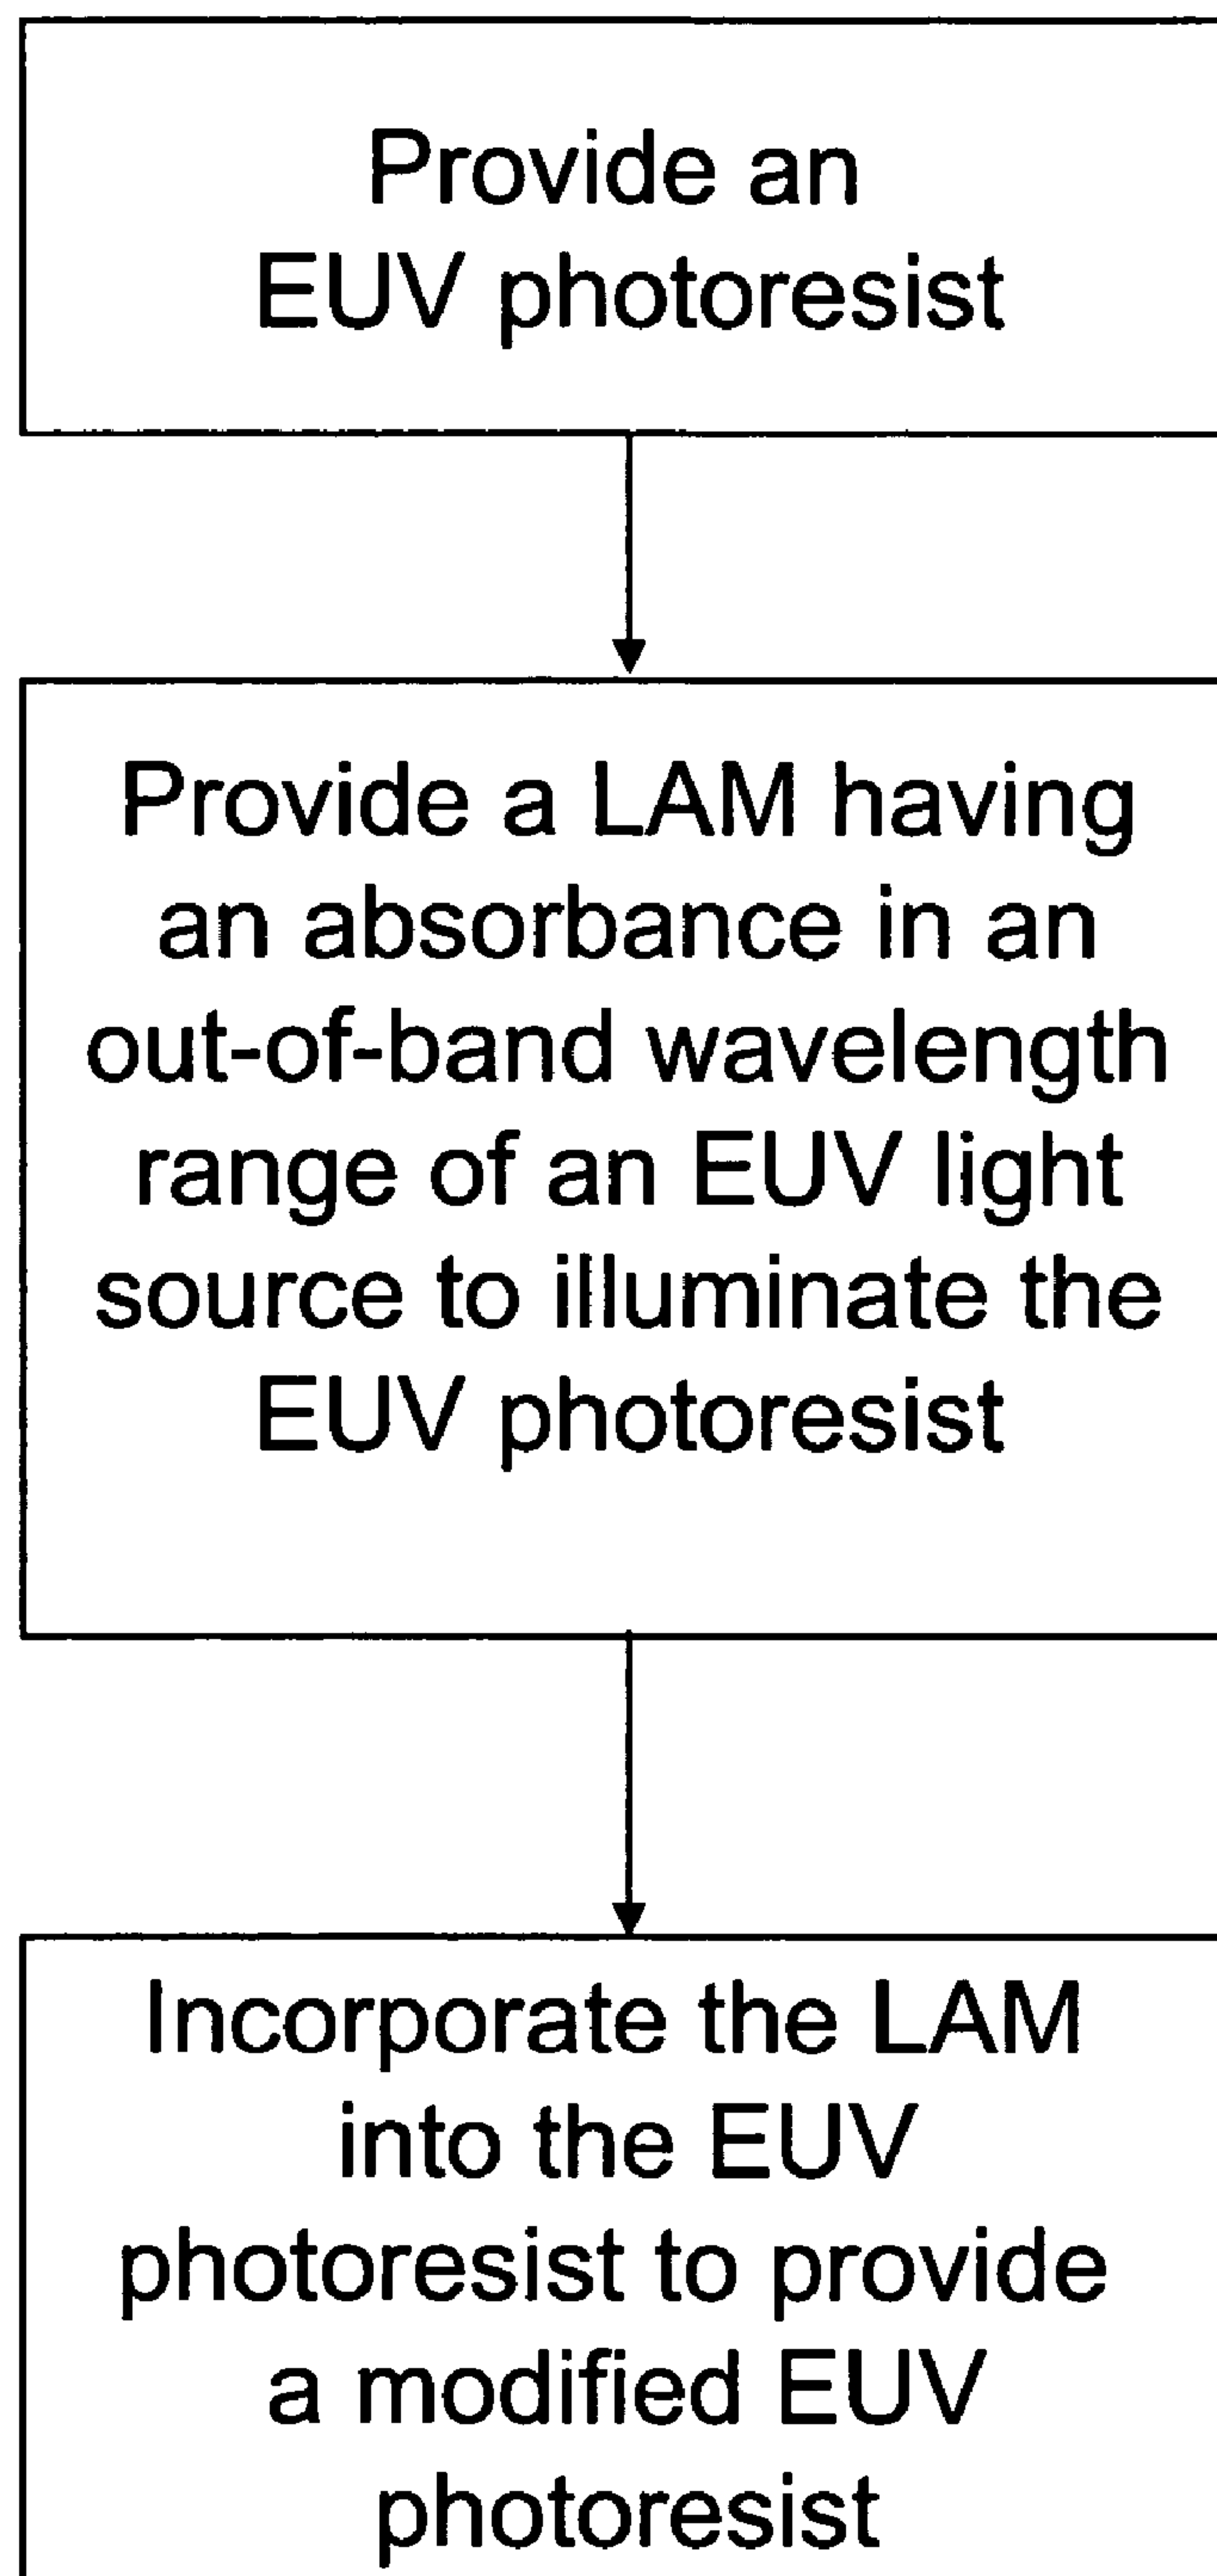 Provide an
EUV photoresist
Provide a LAM having
an absorbance in an
out-of-band wavelength
range of an EUV light
source to illuminate the
EUV photoresist
Incorporate the LAM
into the EUV
photoresist to provide
a modified EUV
photoresist